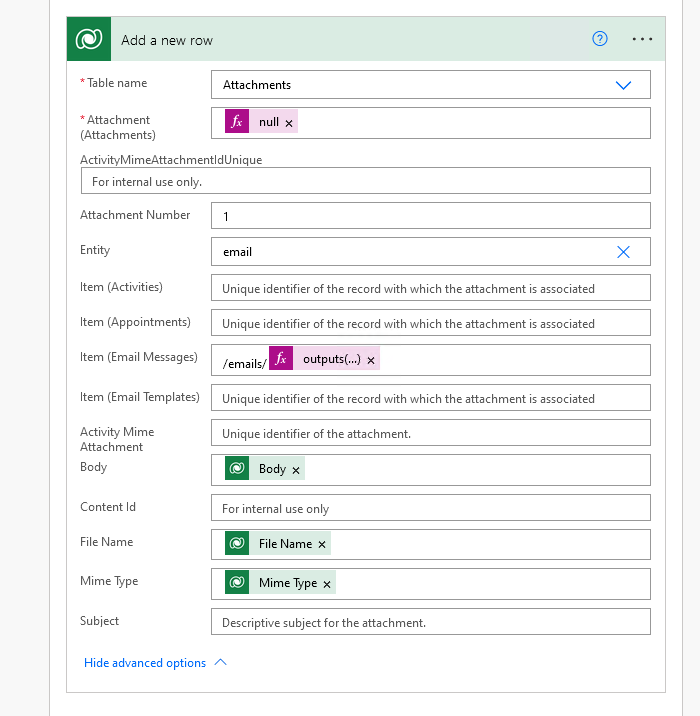 Add a new row
?
* Table name
Attachments
* Attachment
(Attachments)
fx null ×
ActivityMimeAttachmentIdUnique
For internal use only.
Attachment Number
1
Entity
email
Item (Activities)
Unique identifier of the record with which the attachment is associated
Item (Appointments)
Unique identifier of the record with which the attachment is associated
Item (Email Messages)
/emails/ fx outputs(...) ×
Item (Email Templates)
Unique identifier of the record with which the attachment is associated
Activity Mime
Attachment
Unique identifier of the attachment.
Body
Body ×
Content Id
For internal use only
File Name
File Name ×
Mime Type
Mime Type ×
Subject
Descriptive subject for the attachment.
Hide advanced options